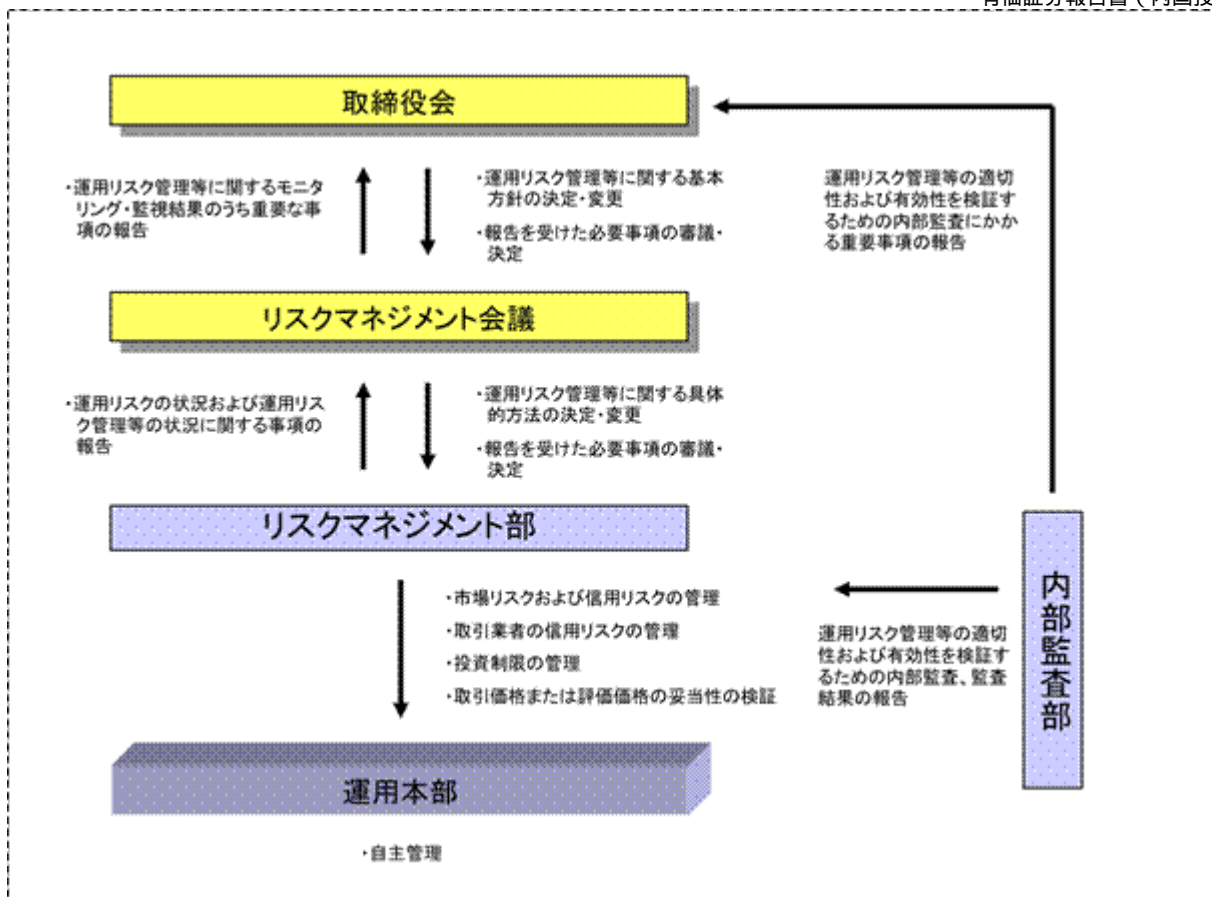 取締役会
・運用リスク管理等に関するモニタ
リング・監視結果のうち重要な事
項の報告
・運用リスク管理等に関する基本
方針の決定・変更
・報告を受けた必要事項の審議・
決定
運用リスク管理等の適切
性および有効性を検証す
るための内部監査にかか
る重要事項の報告
リスクマネジメント会議
・運用リスクの状況および運用リス
ク管理等の状況に関する事項の
報告
・運用リスク管理等に関する具体
的方法の決定・変更
・報告を受けた必要事項の審議・
決定
リスクマネジメント部
・市場リスクおよび信用リスクの管理
・取引業者の信用リスクの管理
・投資制限の管理
・取引価格または評価価格の妥当性の検証
運用リスク管理等の適切
性および有効性を検証す
るための内部監査、監査
結果の報告
内部監査部
運用本部
・自主管理